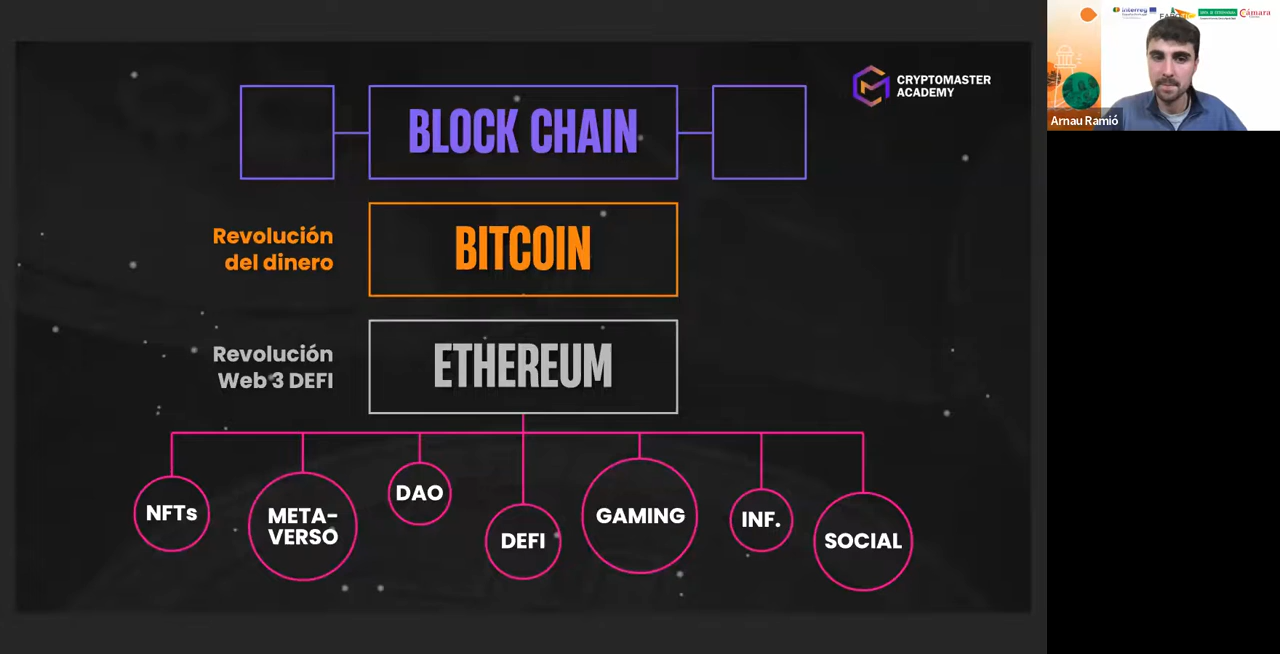 BLOCK CHAIN
CRYPTOMASTER
ACADEMY
Revolución
del dinero
BITCOIN
Revolución
Web 3 DEFI
ETHEREUM
NFTs
META-
VERSO
DAO
DEFI
GAMING
INF.
SOCIAL
interreg
Cámara
Arnau Ramió